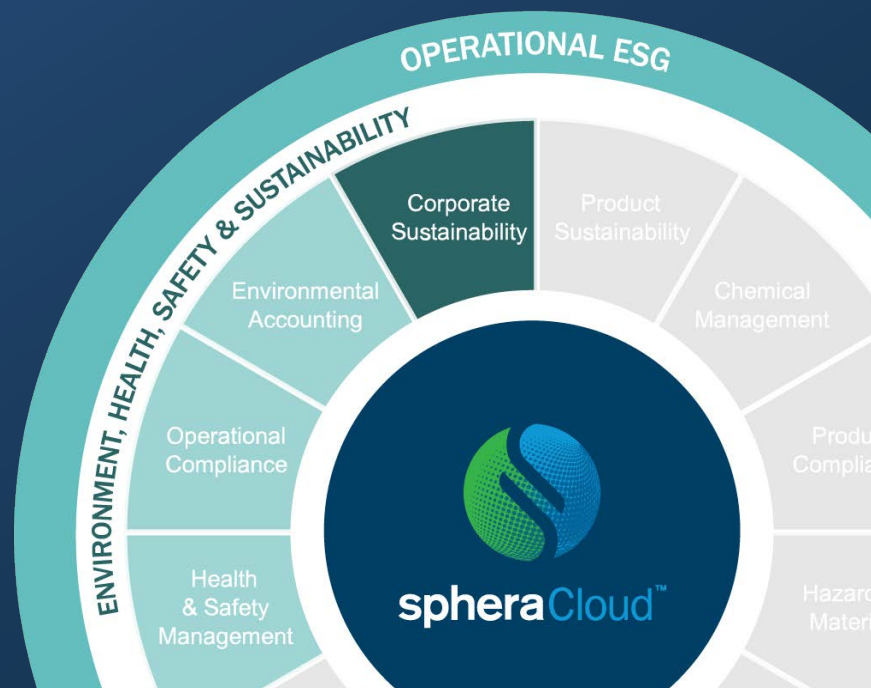 OPERATIONAL ESG
ENVIRONMENT, HEALTH, SAFETY & SUSTAINABILITY
Corporate
Sustainability
Product
Sustainability
Environmental
Accounting
Chemical
Management
Operational
Compliance
Health
& Safety
Management
spheraCloud™